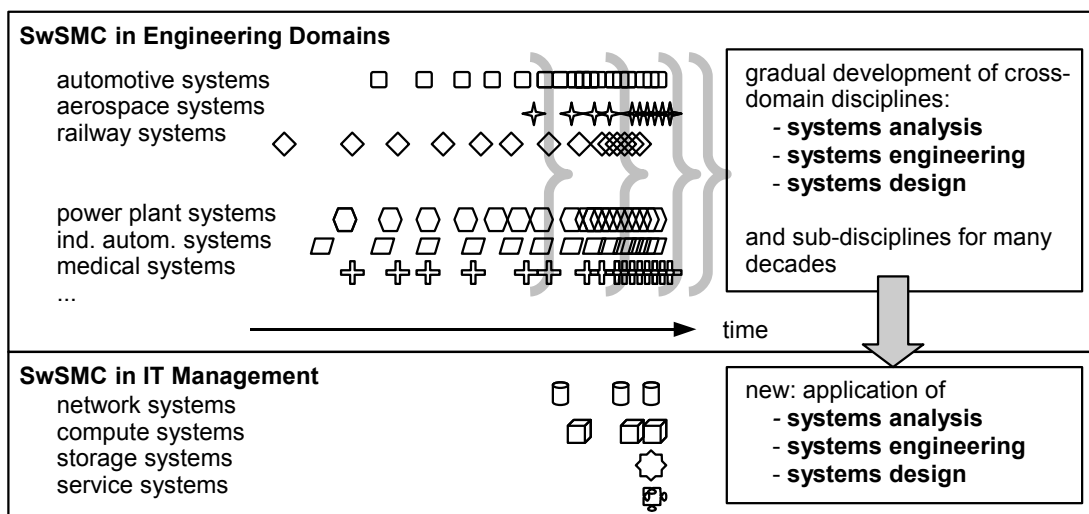 SwSMC in Engineering Domains
automotive systems
aerospace systems
railway systems
power plant systems
ind. autom. systems
medical systems
...
time
gradual development of cross-
domain disciplines:
- systems analysis
- systems engineering
- systems design
and sub-disciplines for many
decades
SwSMC in IT Management
network systems
compute systems
storage systems
service systems
new: application of
- systems analysis
- systems engineering
- systems design